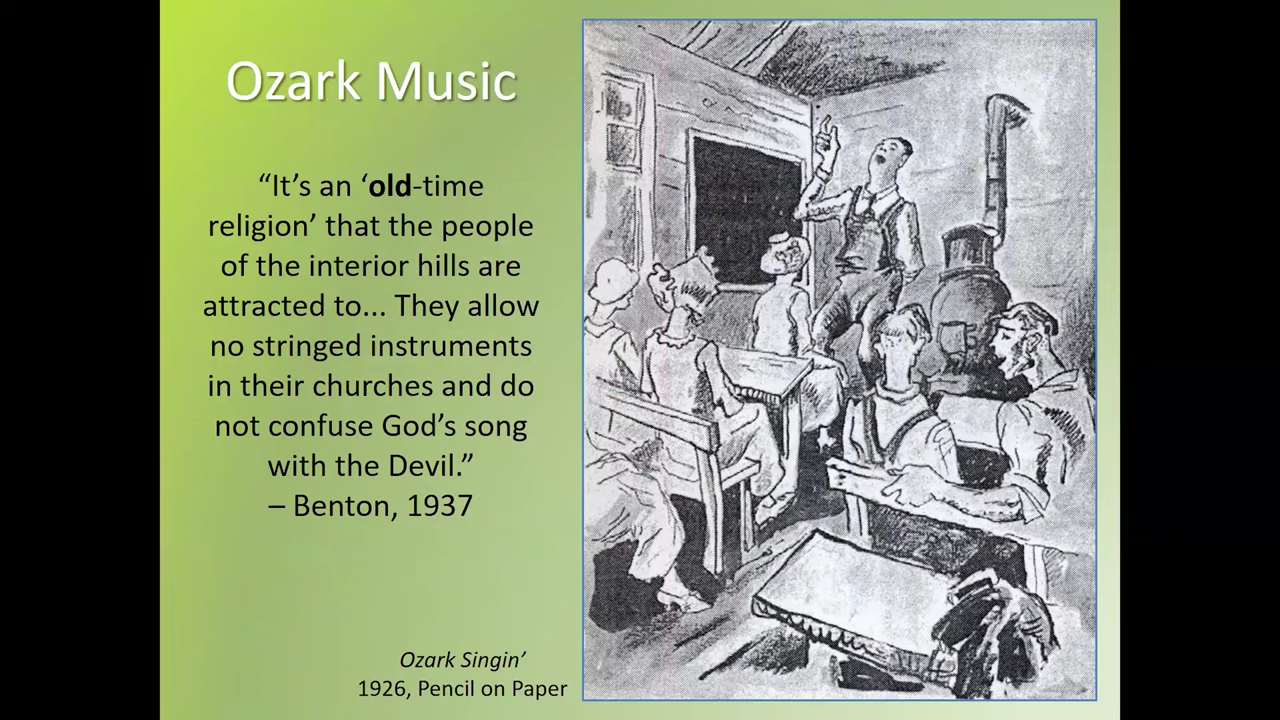 Ozark Music
“It’s an ‘old-time
religion’ that the people
of the interior hills are
attracted to... They allow
no stringed instruments
in their churches and do
not confuse God’s song
with the Devil.”
– Benton, 1937
Ozark Singin’
1926, Pencil on Paper